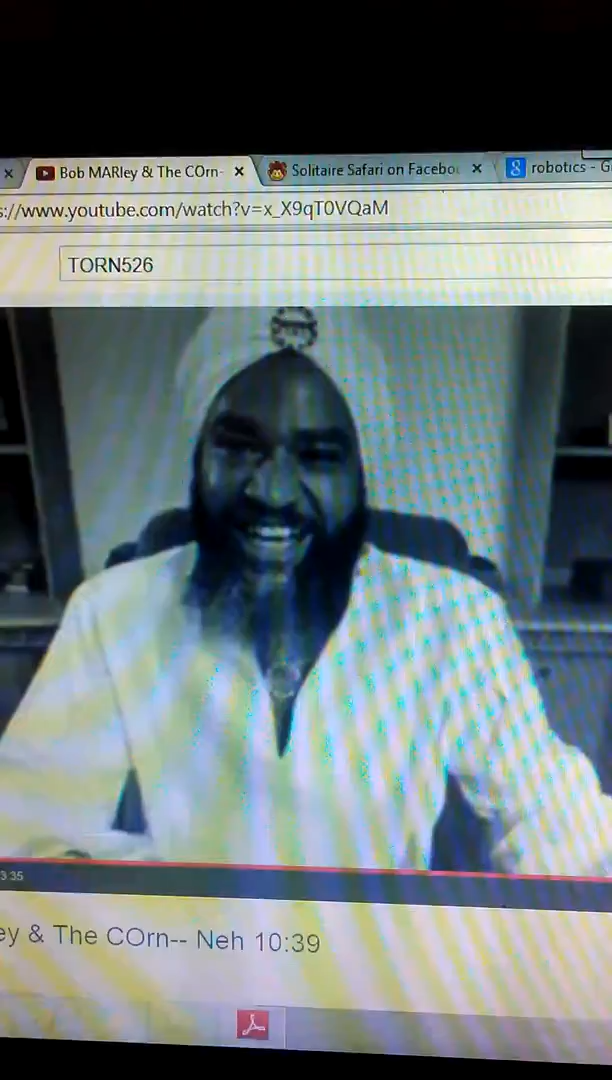 Bob MARley & The COrn-
Solitaire Safari on Facebo
robotics - G
s://www.youtube.com/watch?v=x_X9qT0VQaM
TORN526
3:35
ey & The COrn-- Neh 10:39